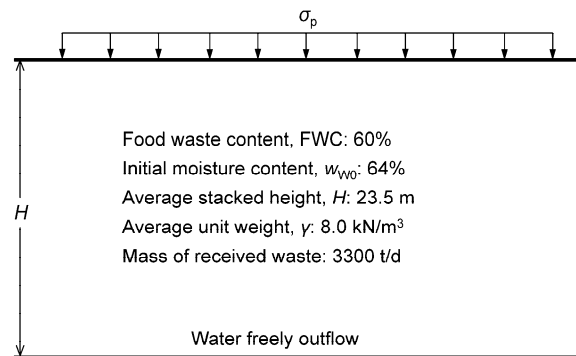 σp
Food waste content, FWC: 60%
Initial moisture content, wW0: 64%
Average stacked height, H: 23.5 m
H
Average unit weight, γ: 8.0 kN/m³
Mass of received waste: 3300 t/d
Water freely outflow